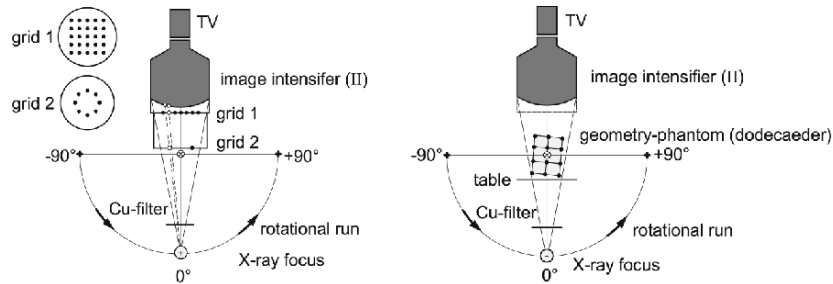 TV
grid 1
image intensifer (II)
grid 1
grid 2
grid 2
-90°
+90°
Cu-filter
rotational run
X-ray focus
0°
TV
image intensifier (II)
geometry-phantom (dodecaeder)
-90°
+90°
table
Cu-filter
rotational run
0°
X-ray focus